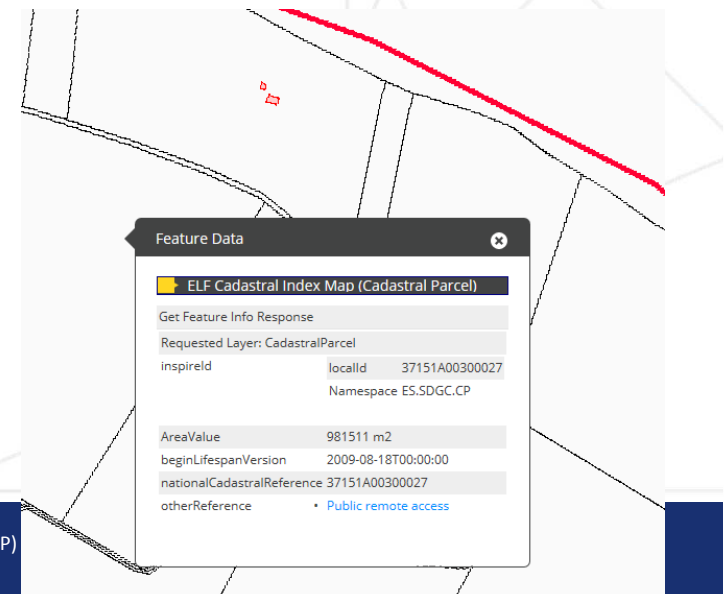 Feature Data
ELF Cadastral Index Map (Cadastral Parcel)
Get Feature Info Response
Requested Layer: CadastralParcel
inspireId localId 37151A00300027
Namespace ES.SDGC.CP
AreaValue 981511 m2
beginLifespanVersion 2009-08-18T00:00:00
nationalCadastralReference 37151A00300027
otherReference • Public remote access
P)